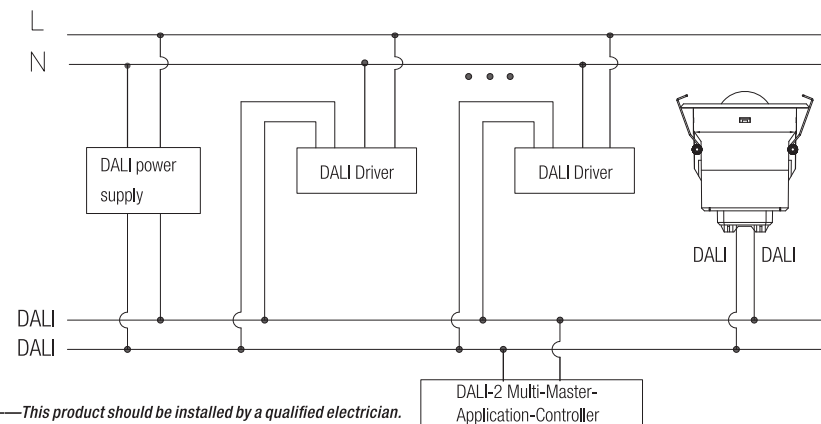 L
N
DALI power
supply
DALI Driver
DALI Driver
DALI DALI
DALI
DALI
DALI-2 Multi-Master-
Application-Controller
—This product should be installed by a qualified electrician.